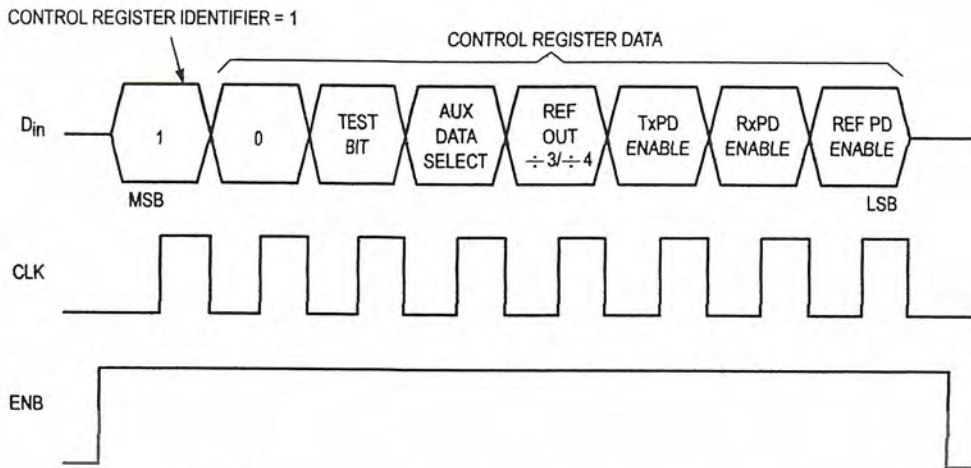 CONTROL REGISTER IDENTIFIER = 1
CONTROL REGISTER DATA
Din
1
0
TEST
BIT
AUX
DATA
SELECT
REF
OUT
÷3/÷4
TxPD
ENABLE
RxPD
ENABLE
REF PD
ENABLE
MSB
LSB
CLK
ENB